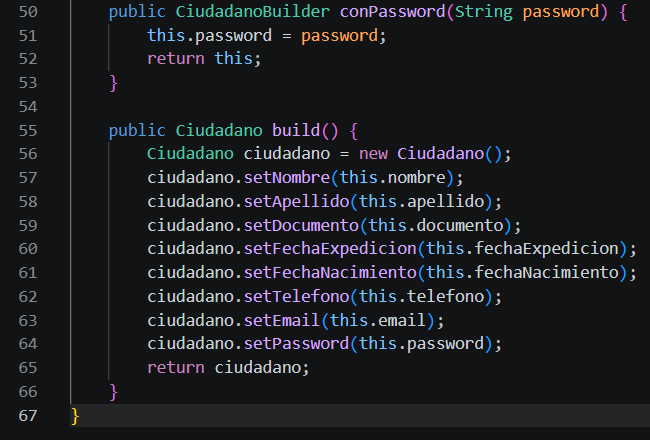 50 public CiudadanoBuilder conPassword(String password) {
51 this.password = password;
52 return this;
53 }
54
55 public Ciudadano build() {
56 Ciudadano ciudadano = new Ciudadano();
57 ciudadano.setNombre(this.nombre);
58 ciudadano.setApellido(this.apellido);
59 ciudadano.setDocumento(this.documento);
60 ciudadano.setFechaExpedicion(this.fechaExpedicion);
61 ciudadano.setFechaNacimiento(this.fechaNacimiento);
62 ciudadano.setTelefono(this.telefono);
63 ciudadano.setEmail(this.email);
64 ciudadano.setPassword(this.password);
65 return ciudadano;
66 }
67 }